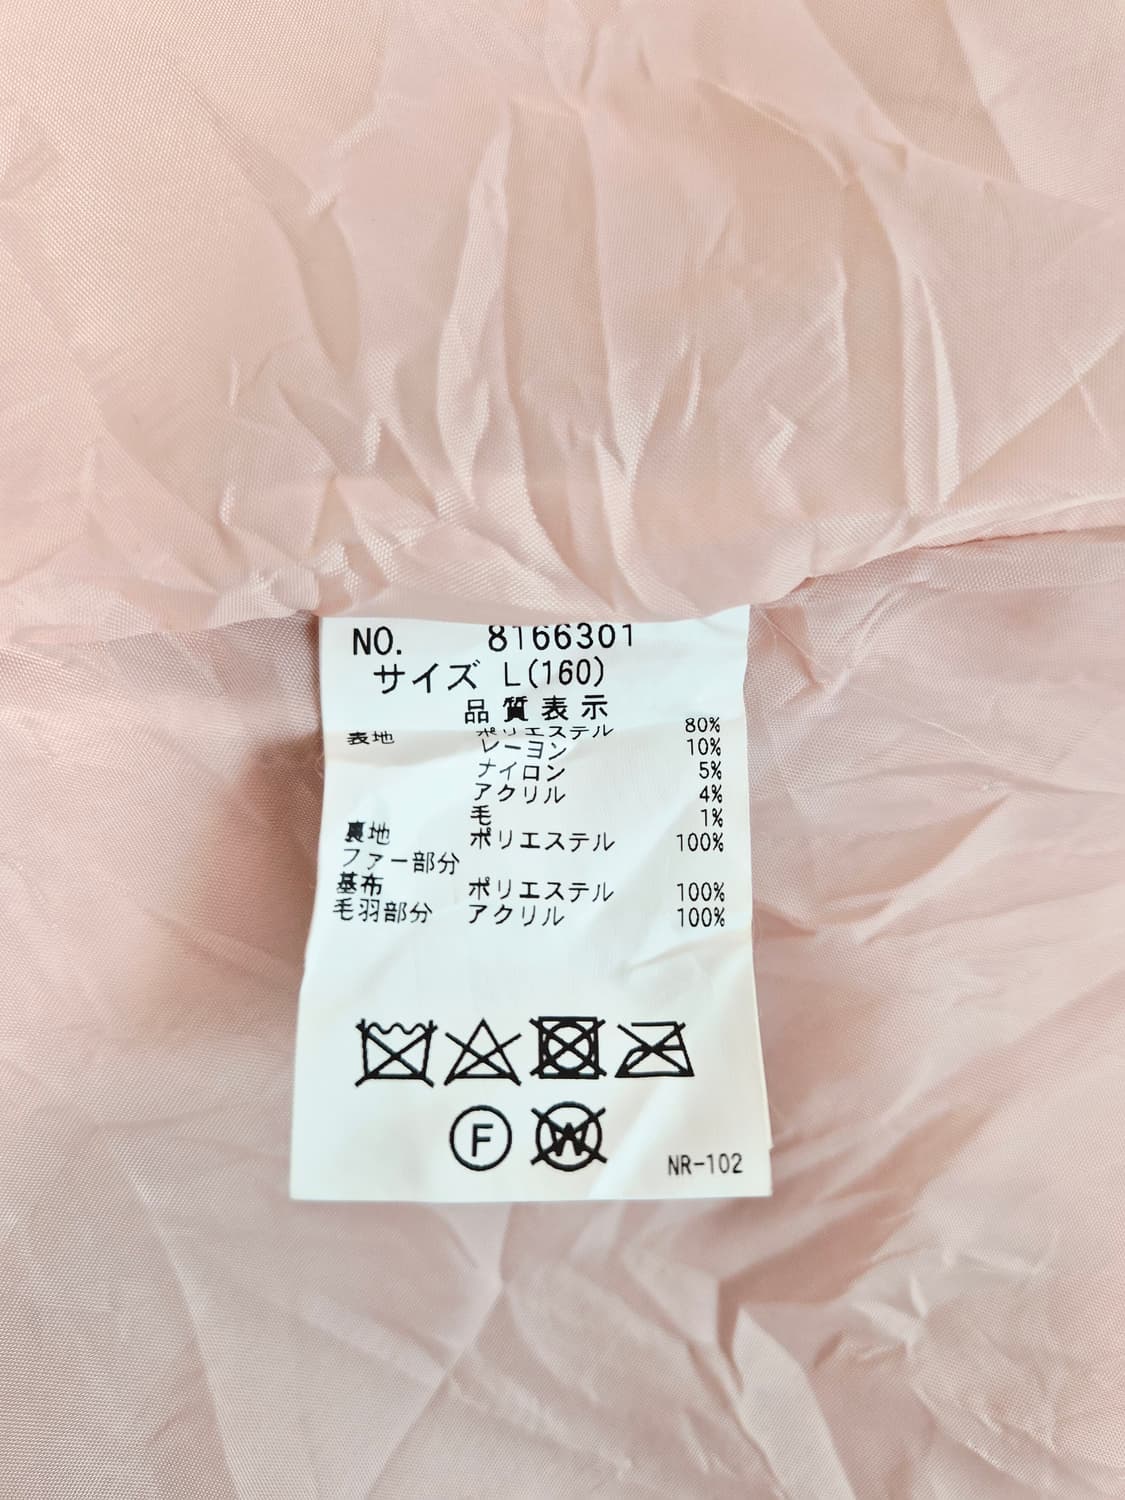 NO. 8166301
サイズ L(160)
品質表示
表地 ポリエステル 80%
レーヨン 10%
ナイロン 5%
アクリル 4%
毛 1%
裏地 ポリエステル 100%
ファー部分
基布 ポリエステル 100%
毛羽部分 アクリル 100%
F W
NR-102